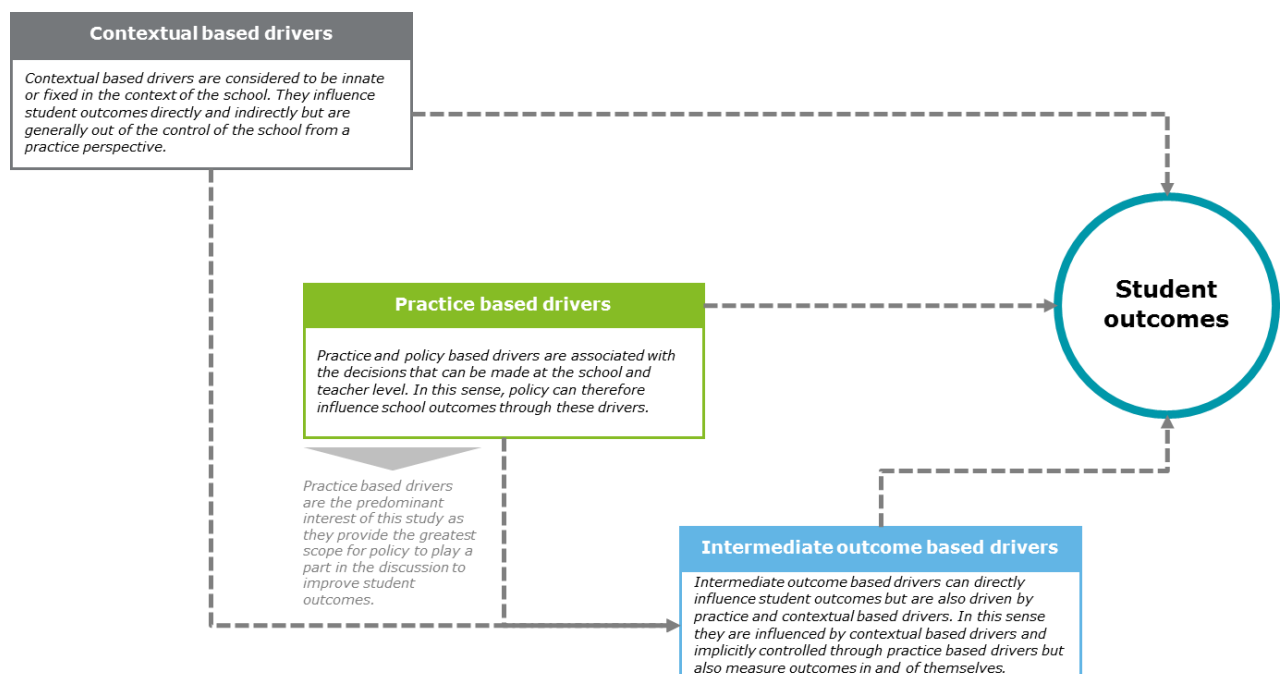 Contextual based drivers
Contextual based drivers are considered to be innate
or fixed in the context of the school. They influence
student outcomes directly and indirectly but are
generally out of the control of the school from a
practice perspective.
Student
outcomes
Practice based drivers
Practice and policy based drivers are associated with
the decisions that can be made at the school and
teacher level. In this sense, policy can therefore
influence school outcomes through these drivers.
Practice based drivers
are the predominant
interest of this study as
they provide the greatest
scope for policy to play a
part in the discussion to
improve student
outcomes.
Intermediate outcome based drivers
Intermediate outcome based drivers can directly
influence student outcomes but are also driven by
practice and contextual based drivers. In this sense
they are influenced by contextual based drivers and
implicitly controlled through practice based drivers but
also measure outcomes in and of themselves.